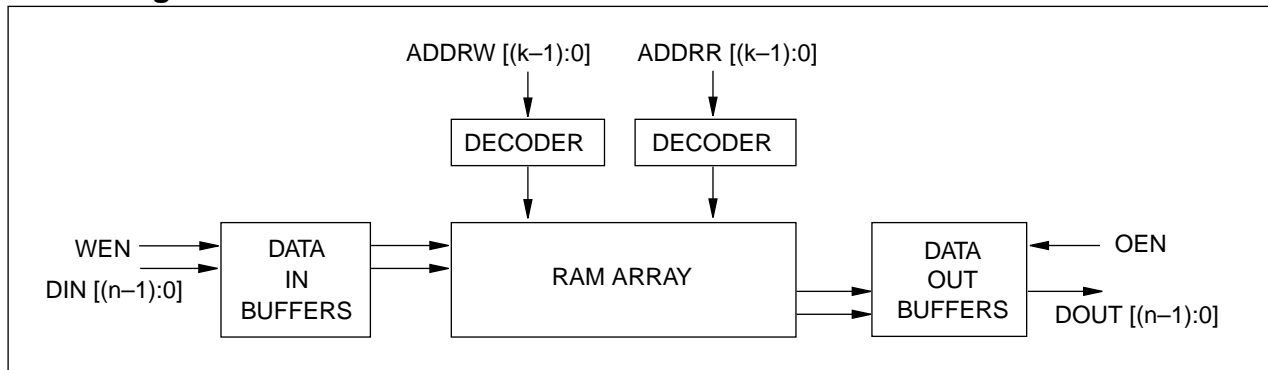 ADDRW [(k–1):0] ADDRR [(k–1):0]
DECODER DECODER
WEN
DIN [(n–1):0]
DATA
IN
BUFFERS
RAM ARRAY
DATA
OUT
BUFFERS
OEN
DOUT [(n–1):0]